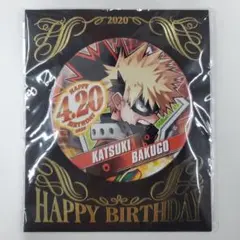 2020
HAPPY
4.20
BIRTHDAY
KATSUKI
BAKUGO
HAPPY BIRTHDAY